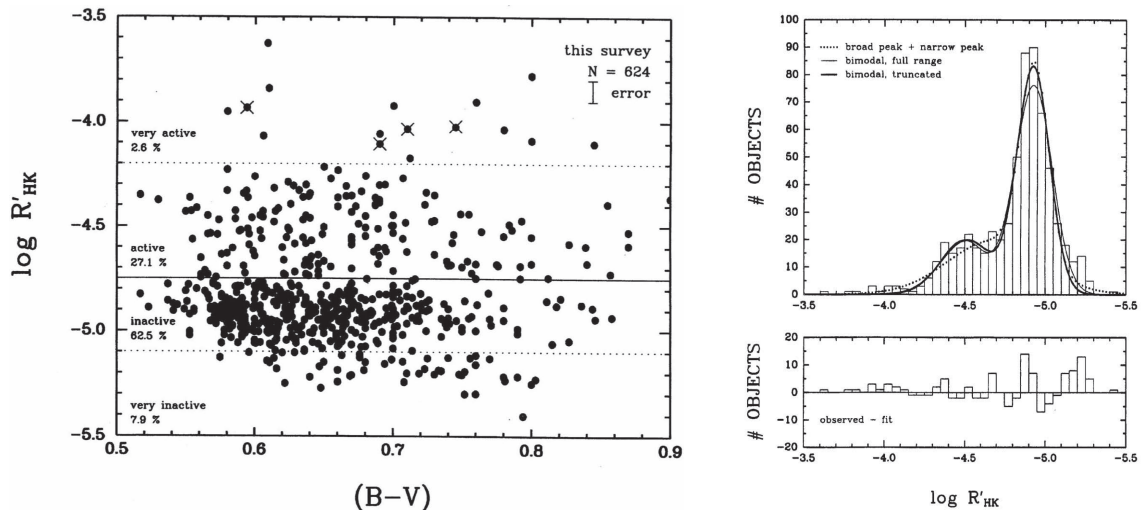 -3.5
-4.0
-4.5
-5.0
-5.5
log R'HK
this survey
N = 624
error
very active
2.6 %
active
27.1 %
inactive
62.5 %
very inactive
7.9 %
0.5 0.6 0.7 0.8 0.9
(B-V)
100
90
80
70
60
50
40
30
20
10
0
# OBJECTS
broad peak + narrow peak
bimodal, full range
bimodal, truncated
-3.5 -4.0 -4.5 -5.0 -5.5
20
10
0
-10
-20
# OBJECTS
observed - fit
-3.5 -4.0 -4.5 -5.0 -5.5
log R'HK